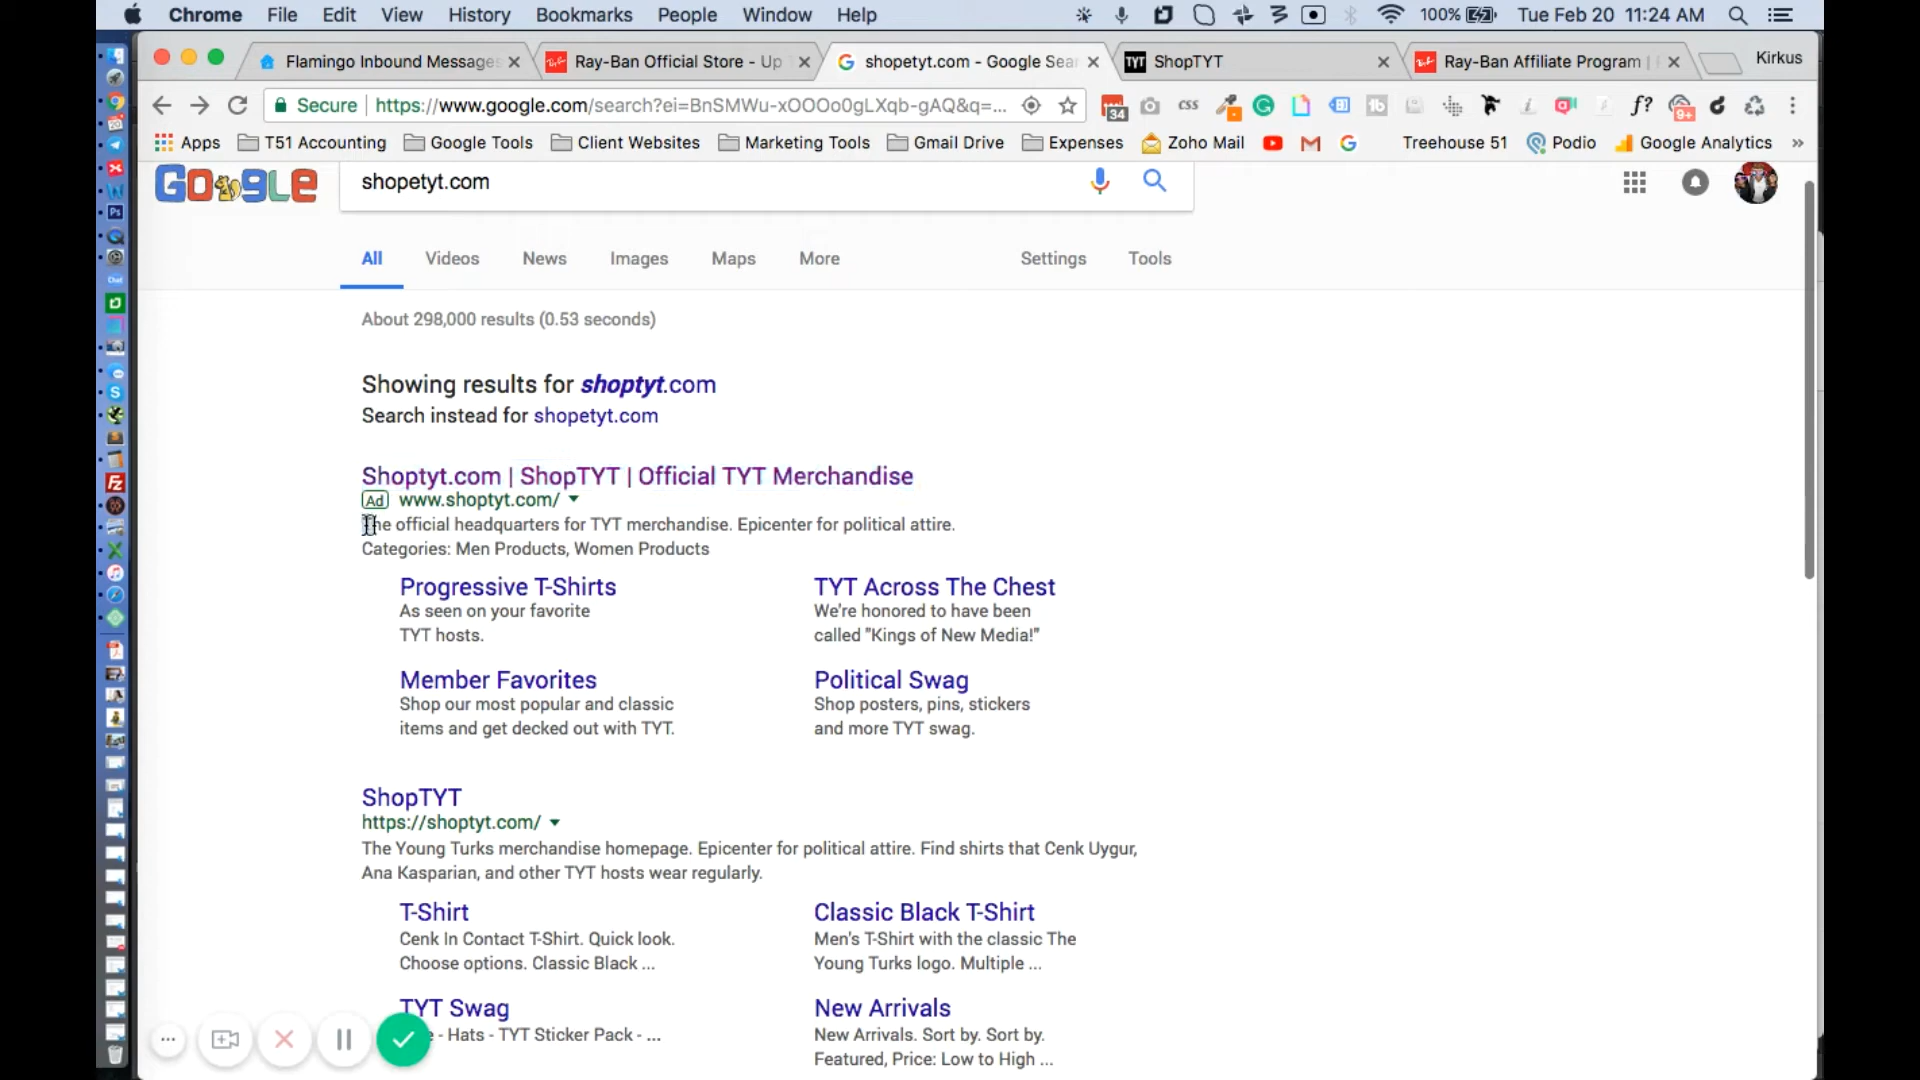 Chrome File Edit View History Bookmarks People Window Help 100% Tue Feb 20 11:24 AM
Flamingo Inbound Messages
Ray-Ban Official Store - Up
shopetyt.com - Google Sea
TYT ShopTYT
Ray-Ban Affiliate Program |
Kirkus
Secure https://www.google.com/search?ei=BnSMWu-xOOOo0gLXqb-gAQ&q=...
34 CSS 9+
Apps T51 Accounting Google Tools Client Websites Marketing Tools Gmail Drive Expenses Zoho Mail Treehouse 51 Podio Google Analytics »
shopetyt.com
All Videos News Images Maps More Settings Tools
About 298,000 results (0.53 seconds)
Showing results for shoptyt.com
Search instead for shopetyt.com
Shoptyt.com | ShopTYT | Official TYT Merchandise
Ad www.shoptyt.com/
The official headquarters for TYT merchandise. Epicenter for political attire.
Categories: Men Products, Women Products
Progressive T-Shirts
As seen on your favorite
TYT hosts.
TYT Across The Chest
We're honored to have been
called "Kings of New Media!"
Member Favorites
Shop our most popular and classic
items and get decked out with TYT.
Political Swag
Shop posters, pins, stickers
and more TYT swag.
ShopTYT
https://shoptyt.com/
The Young Turks merchandise homepage. Epicenter for political attire. Find shirts that Cenk Uygur,
Ana Kasparian, and other TYT hosts wear regularly.
T-Shirt
Cenk In Contact T-Shirt. Quick look.
Choose options. Classic Black ...
Classic Black T-Shirt
Men's T-Shirt with the classic The
Young Turks logo. Multiple ...
TYT Swag
- Hats - TYT Sticker Pack - ...
New Arrivals
New Arrivals. Sort by. Sort by.
Featured, Price: Low to High ...